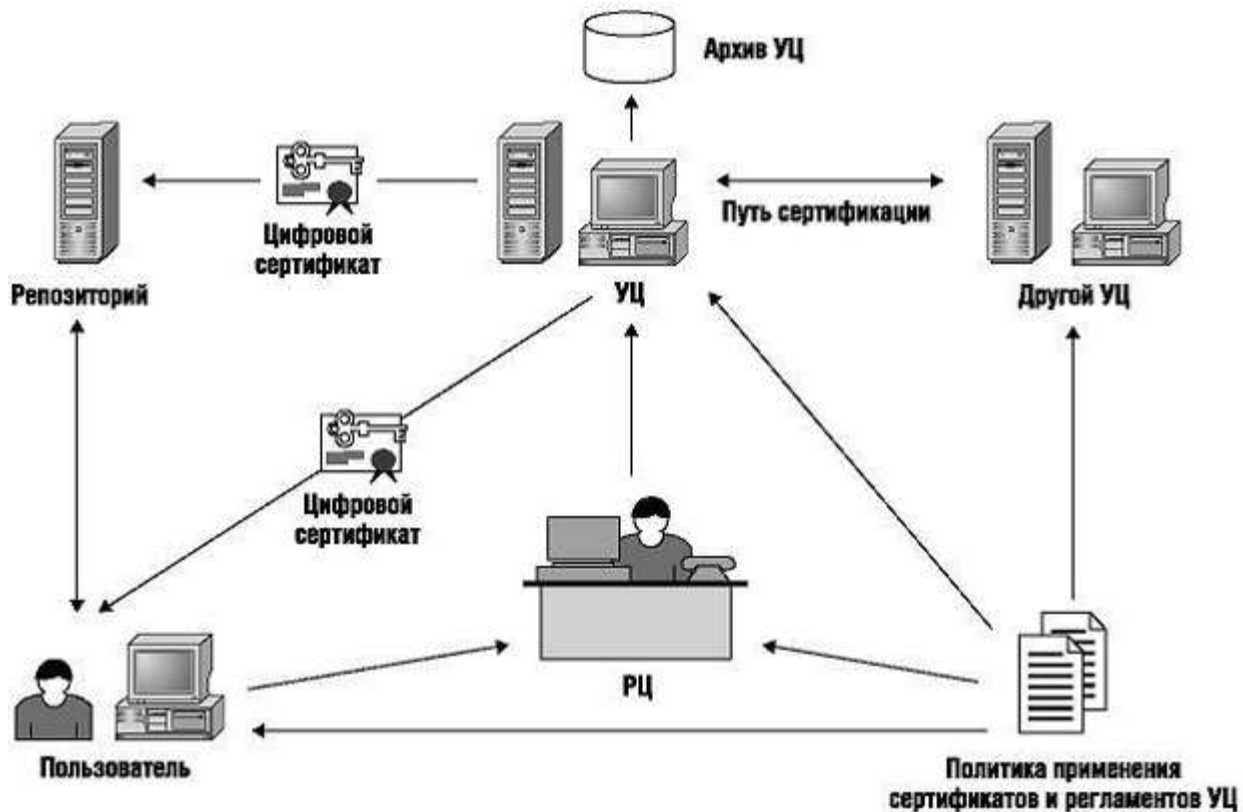 Архив УЦ
Цифровой
сертификат
Путь сертификации
Репозиторий
УЦ
Другой УЦ
Цифровой
сертификат
РЦ
Пользователь
Политика применения
сертификатов и регламентов УЦ